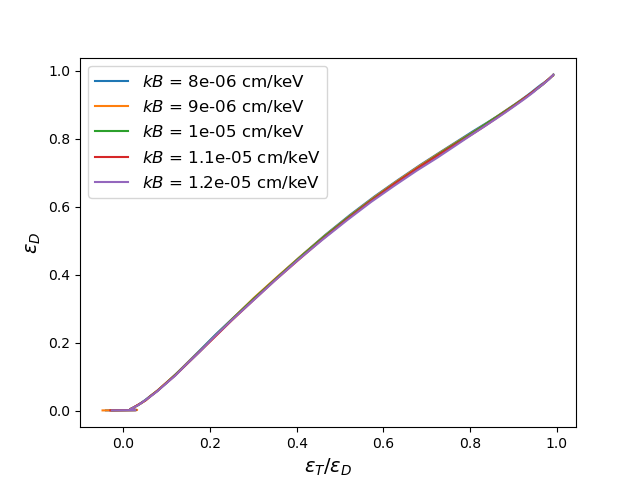 1.0
0.8
0.6
0.4
0.2
0.0
ε_D
kB = 8e-06 cm/keV
kB = 9e-06 cm/keV
kB = 1e-05 cm/keV
kB = 1.1e-05 cm/keV
kB = 1.2e-05 cm/keV
0.0 0.2 0.4 0.6 0.8 1.0
ε_T/ε_D